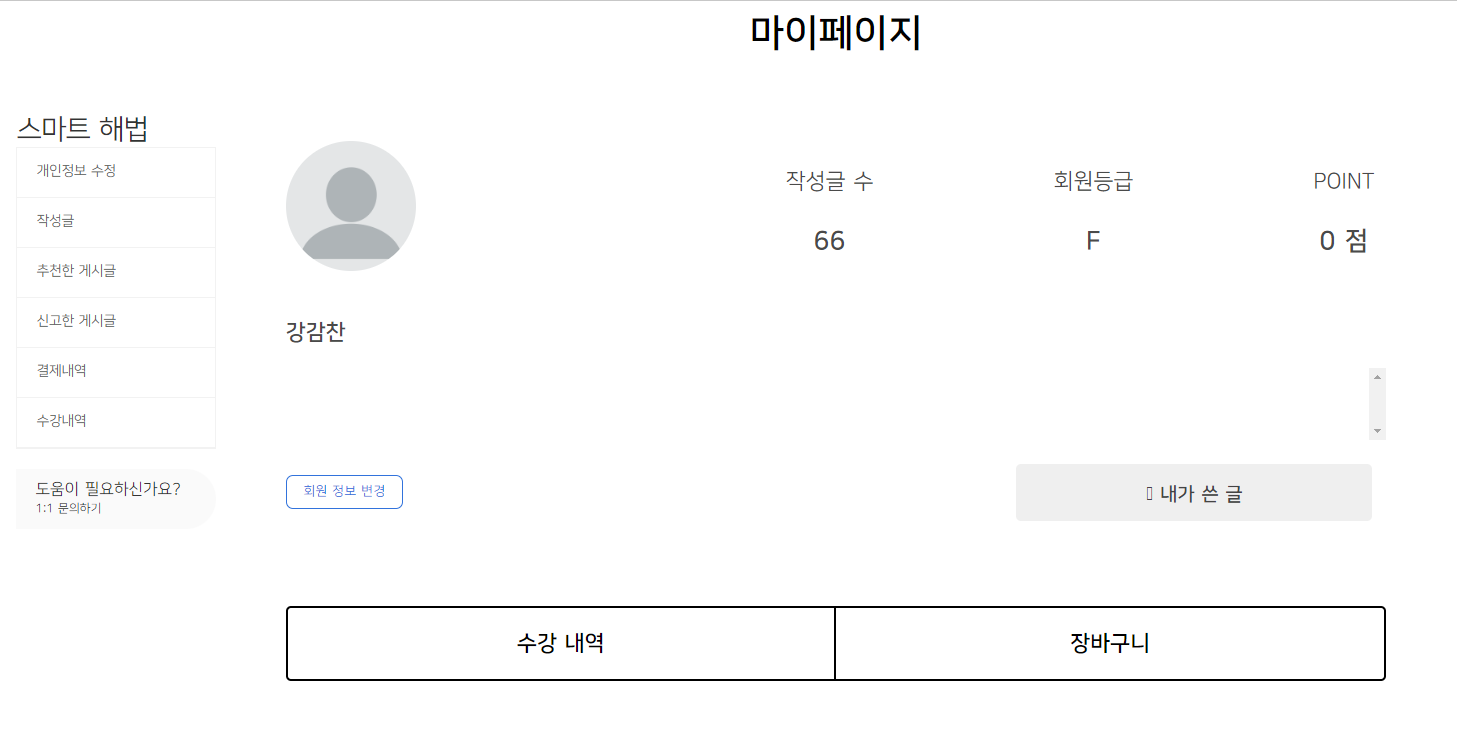 마이페이지
스마트 해법
개인정보 수정
작성글
추천한 게시글
신고한 게시글
결제내역
수강내역
도움이 필요하신가요?
1:1 문의하기
작성글 수 회원등급 POINT
66 F 0 점
강감찬
회원 정보 변경
내가 쓴 글
수강 내역 장바구니